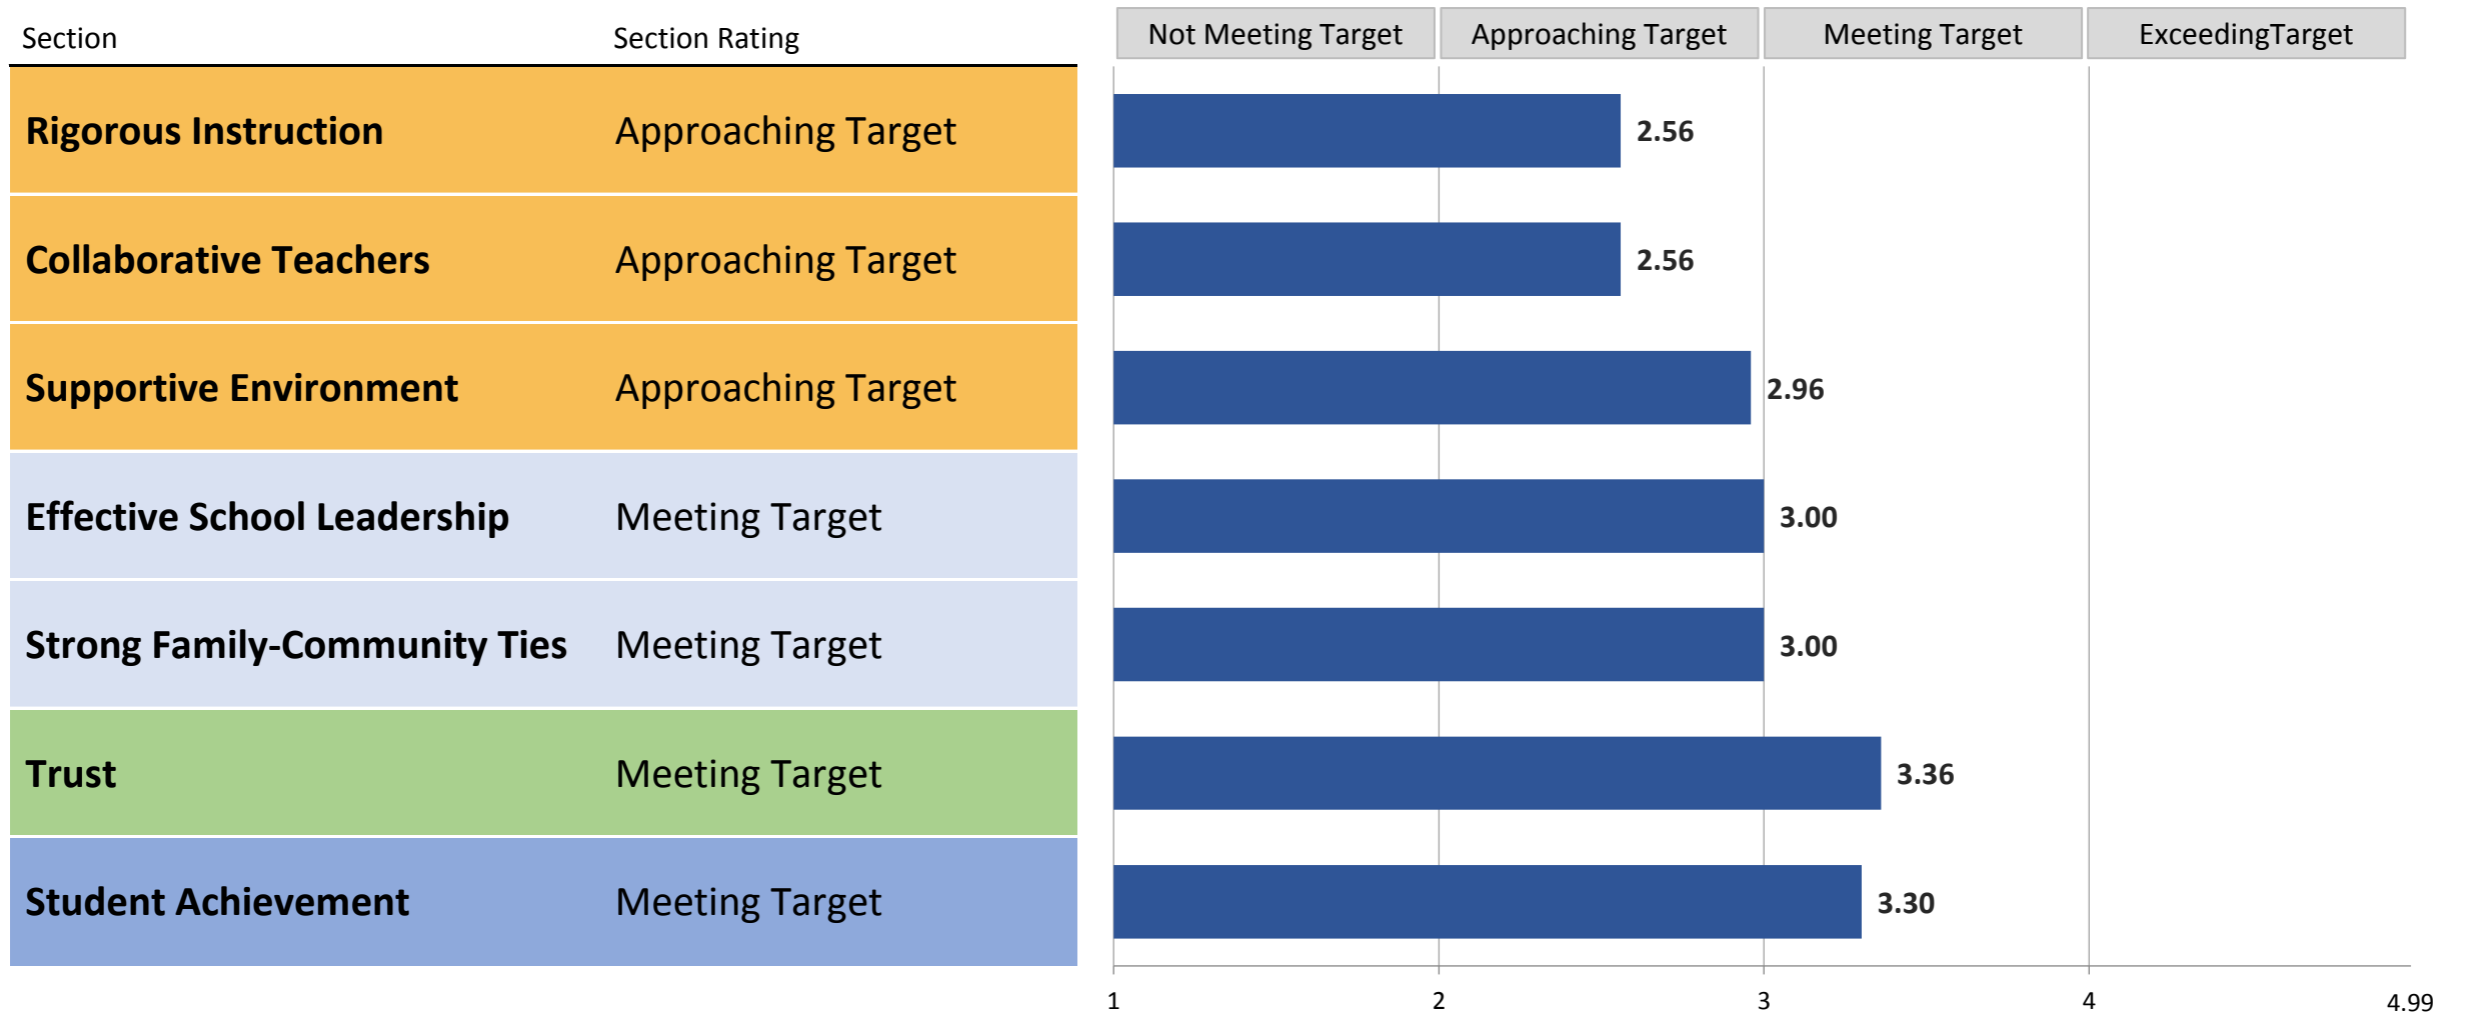 Section Section Rating Not Meeting Target Approaching Target Meeting Target ExceedingTarget
Rigorous Instruction Approaching Target 2.56
Collaborative Teachers Approaching Target 2.56
Supportive Environment Approaching Target 2.96
Effective School Leadership Meeting Target 3.00
Strong Family-Community Ties Meeting Target 3.00
Trust Meeting Target 3.36
Student Achievement Meeting Target 3.30
1 2 3 4 4.99